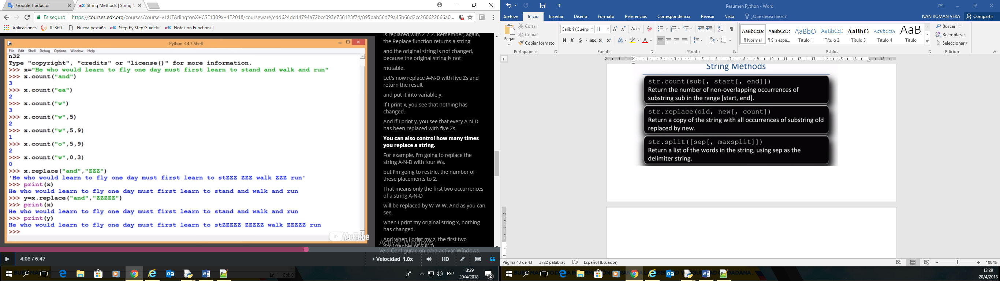 Google Traductor
String Methods | String M
Es seguro | https://courses.edx.org/courses/course-v1:UTArlingtonX+CSE1309x+1T2018/courseware/cdd624dd14794a72bcc093e756123f74/895bab56d79a45b68d2cc260622866a0...
Aplicaciones IP 360° Nueva pestaña Step by Step Guidelin Notes on Functions |
Python 3.4.3 Shell
File Edit Shell Debug Options Window Help
n32
Type "copyright", "credits" or "license()" for more information.
>>> x="He who would learn to fly one day must first learn to stand and walk and run"
>>> x.count("and")
3
>>> x.count("ea")
2
>>> x.count("w")
3
>>> x.count("w",5)
2
>>> x.count("w",5,9)
1
>>> x.count("o",5,9)
2
>>> x.count("w",0,3)
0
>>> x.replace("and","ZZZ")
'He who would learn to fly one day must first learn to stZZZ ZZZ walk ZZZ run'
>>> print(x)
He who would learn to fly one day must first learn to stand and walk and run
>>> y=x.replace("and","ZZZZZ")
>>> print(x)
He who would learn to fly one day must first learn to stand and walk and run
>>> print(y)
He who would learn to fly one day must first learn to stZZZZZ ZZZZZ walk ZZZZZ run
>>>
YouTube
is replaced with Z-Z-Z. Remember, again,
the Replace function returns a string
and the original string is not changed,
because the original string is not
mutable.
Let's now replace A-N-D with five Zs and
return the result
and put it into variable y.
If I print x, you see that nothing has
changed.
And if I print y, you see that every A-N-D
has been replaced with five Zs.
You can also control how many times
you replace a string.
For example, I'm going to replace the
string A-N-D with four Ws,
but I'm going to restrict the number of
these placements to 2.
That means only the first two occurrences
of a string A-N-D
will be replaced by W-W-W. And as you can
see,
when I print my original string x, nothing
has changed.
And when I print my z, the first two
occurrences of A-N-D
Activar Windows
Ve a Configuración para activar Windows.
4:08 / 6:47
Velocidad 1.0x
HD
Ln: 1 Col: 0
ESP
13:29
20/4/2018
2
Resumen Python - Word
Archivo Inicio Insertar Diseño Formato Referencias Correspondencia Revisar Vista ¿Qué desea hacer? IVAN ROMAN VERA Compartir
Pegar
Cortar
Copiar
Copiar formato
Portapapeles
Calibri (Cuerpo 11
N K S abc x₂ x²
Fuente
Párrafo
AaBbCcDc AaBbCcDc AaBbC( AaBbCcE AaBbC AaBbCcDc AaB
¶ Normal ¶ Sin espa... Título 1 Título 2 Título 3 Título 4 Título
Estilos
Buscar
Reemplazar
Seleccionar
Edición
2 1 1 2 3 4 5 6 7 8 9 10 11 12 13 14 15 16 18
String Methods
str.count(sub[, start[, end]])
Return the number of non-overlapping occurrences of
substring sub in the range [start, end].
str.replace(old, new[, count])
Return a copy of the string with all occurrences of substring old
replaced by new.
str.split([sep[, maxsplit]])
Return a list of the words in the string, using sep as the
delimiter string.
Página 43 de 43 3722 palabras Español (Ecuador)
100 %
13:29
20/4/2018